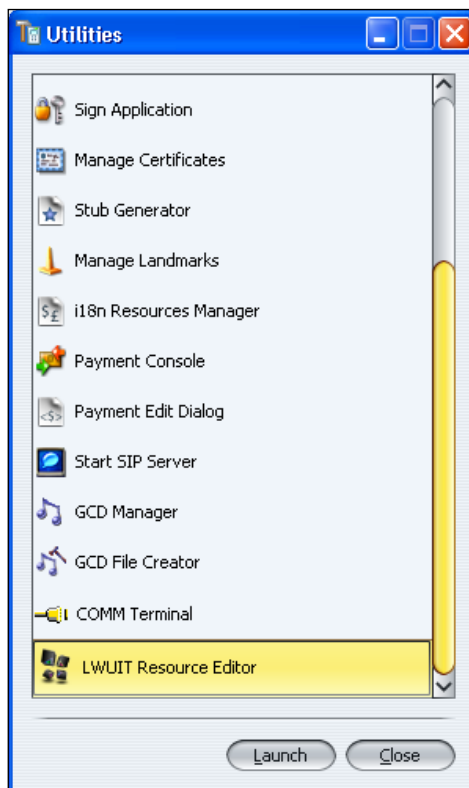 Utilities
Sign Application
Manage Certificates
Stub Generator
Manage Landmarks
i18n Resources Manager
Payment Console
Payment Edit Dialog
Start SIP Server
GCD Manager
GCD File Creator
COMM Terminal
LWUIT Resource Editor
Launch
Close